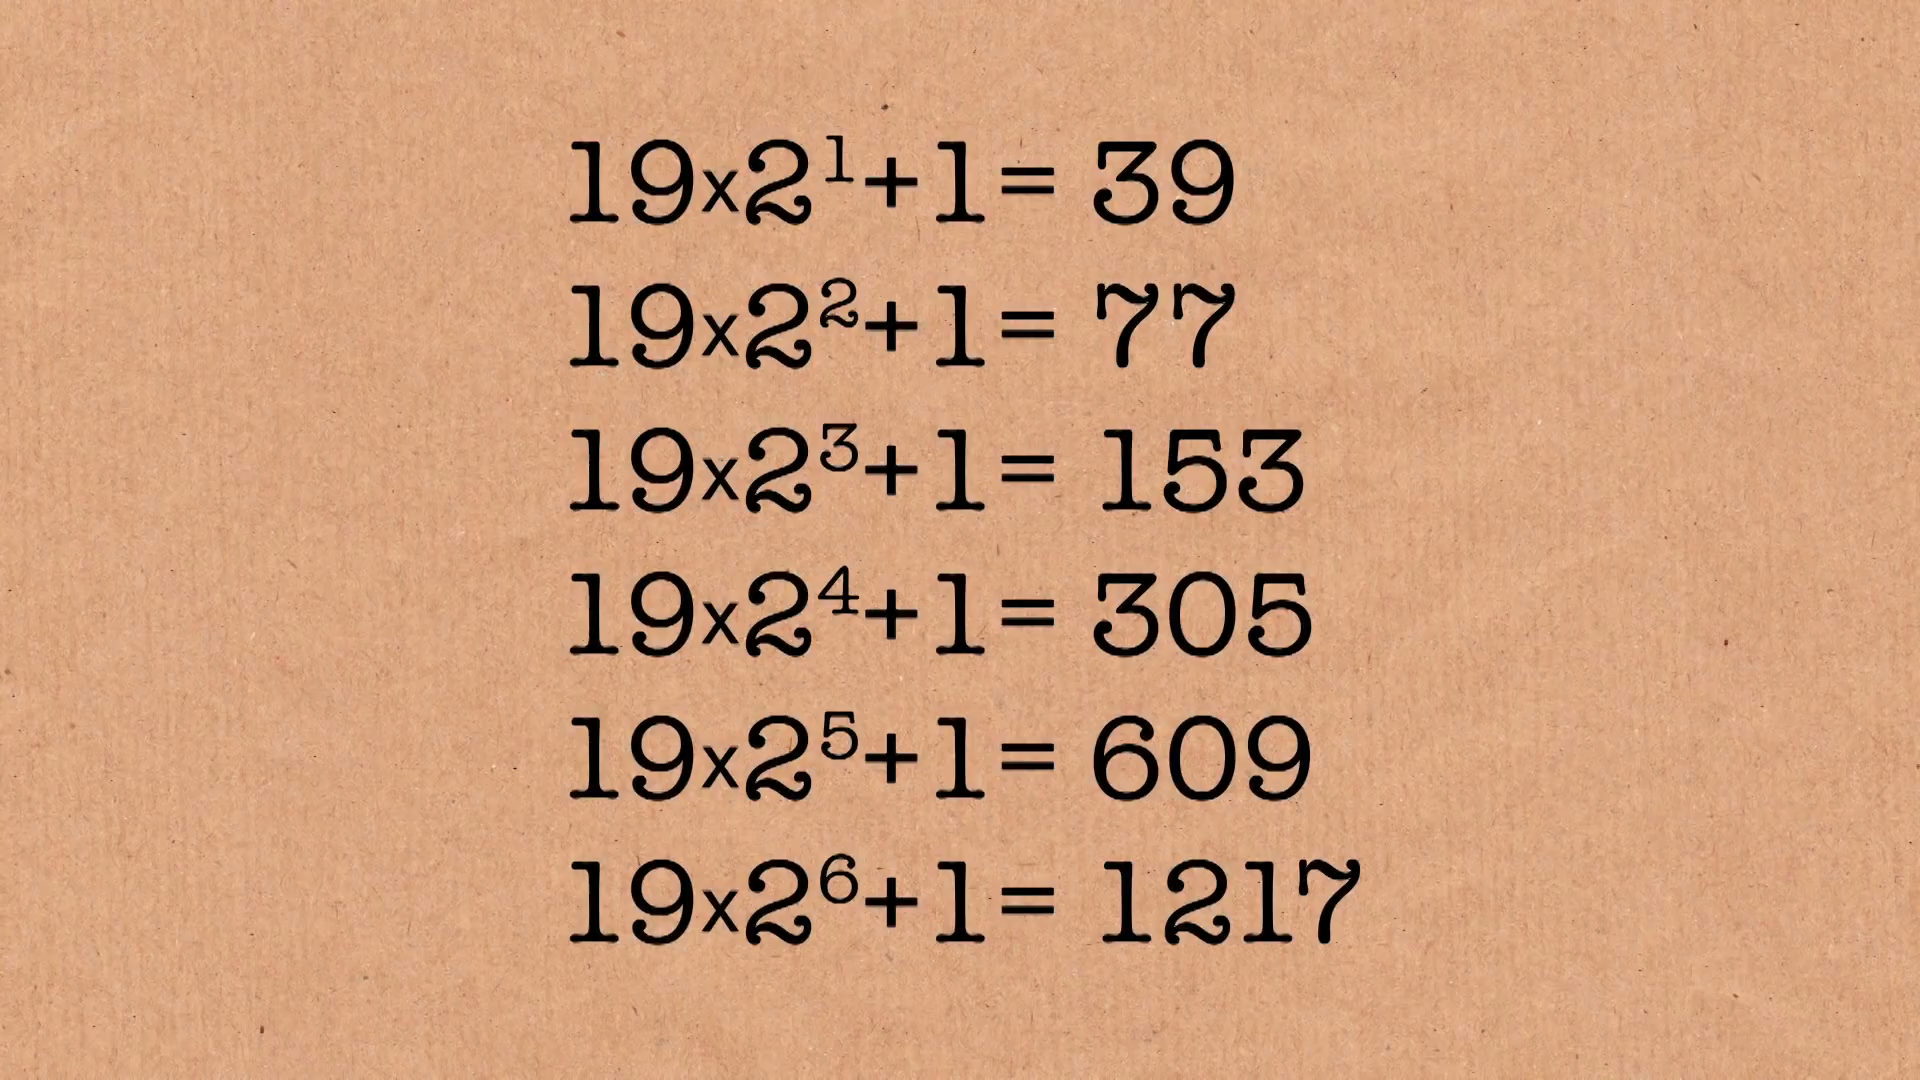 19x2¹+1= 39
19x2²+1= 77
19x2³+1= 153
19x2⁴+1= 305
19x2⁵+1= 609
19x2⁶+1= 1217